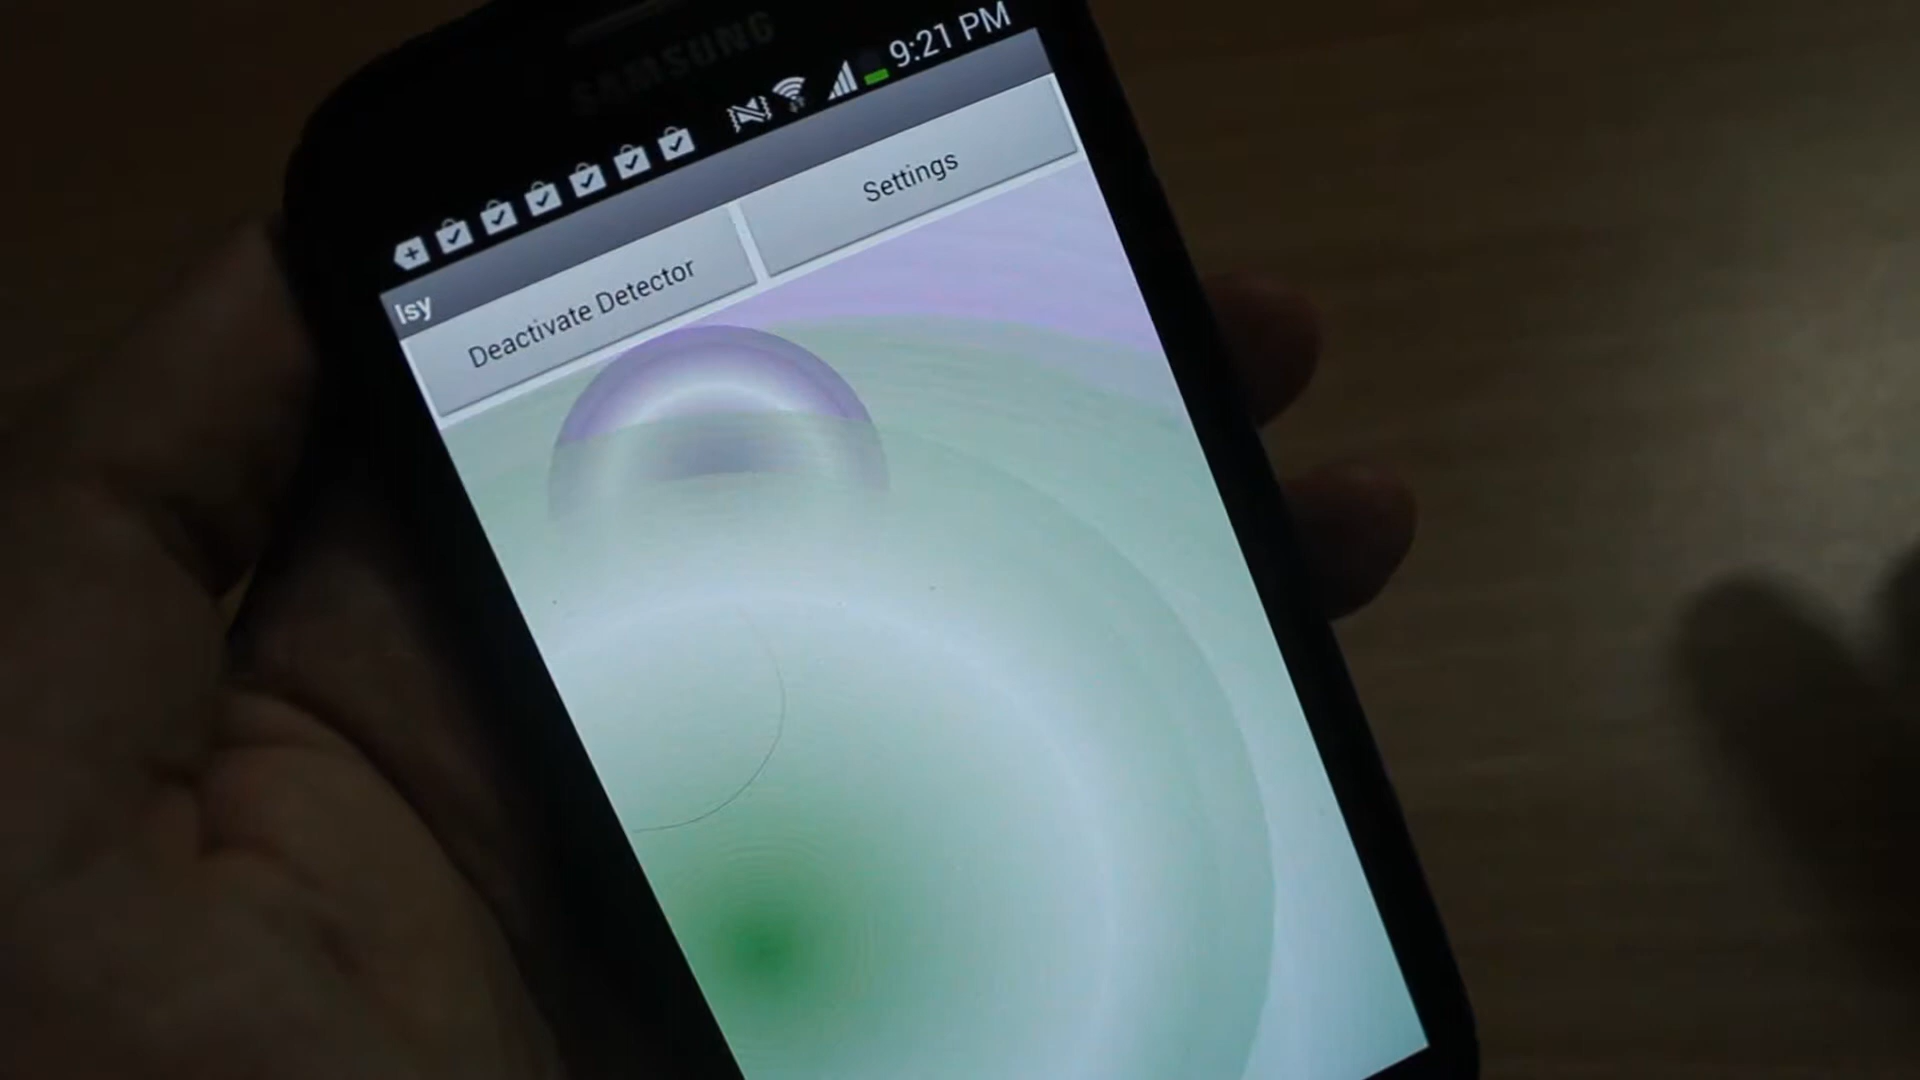 SAMSUNG
9:21 PM
Isy
Deactivate Detector
Settings